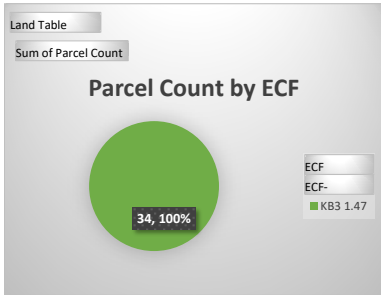 Land Table
Sum of Parcel Count
Parcel Count by ECF
34, 100%
ECF
ECF-
KB3 1.47